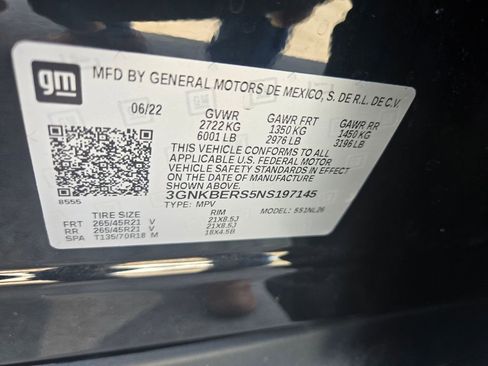 gm
MFD BY GENERAL MOTORS DE MEXICO, S. DE R.L. DE C.V.
06/22 GVWR GAWR FRT GAWR RR
2722 KG 1350 KG 1450 KG
6001 LB 2976 LB 3196 LB
THIS VEHICLE CONFORMS TO ALL
APPLICABLE U.S. FEDERAL MOTOR
VEHICLE SAFETY STANDARDS IN EFFECT
ON THE DATE OF MANUFACTURE
SHOWN ABOVE.
8555
3GNKBERS5NS197145
TYPE: MPV MODEL: 551NL26
TIRE SIZE RIM
FRT 265/45R21 V 21X8.5J
RR 265/45R21 V 21X8.5J
SPA T135/70R18 M 18X4.5B